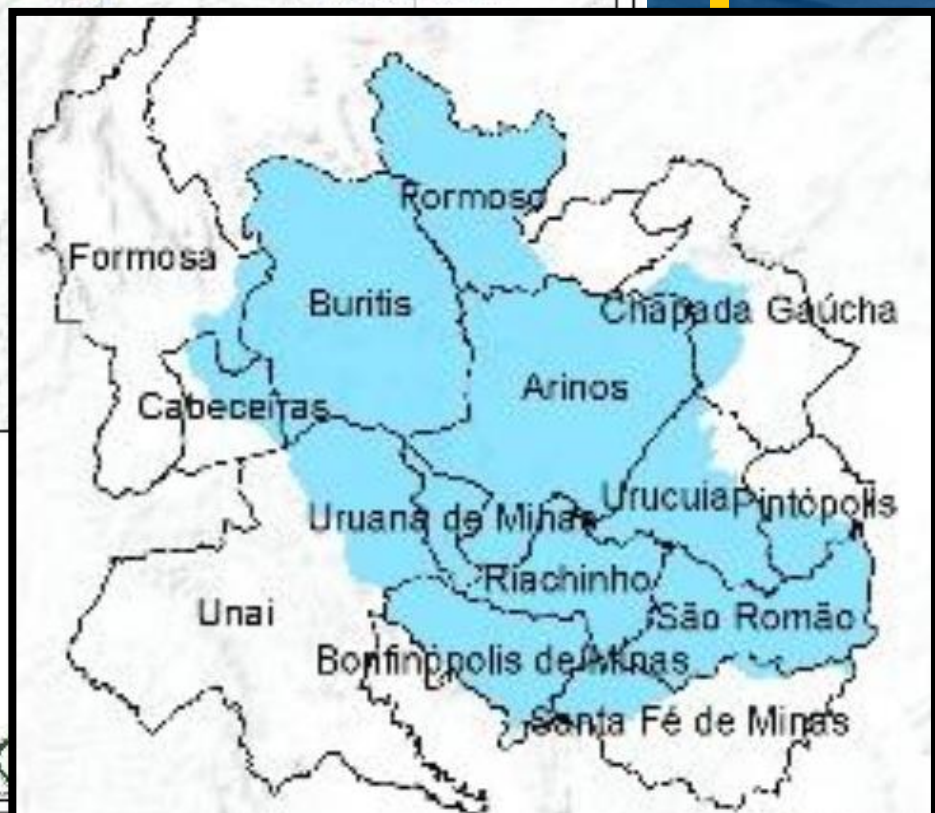 Formoso
Formosa
Buritis
Chapada Gaúcha
Arinos
Cabeceiras
Urucuia
Pintópolis
Uruana de Minas
Riachinho
Unai
São Romão
Bonfinópolis de Minas
Santa Fé de Minas